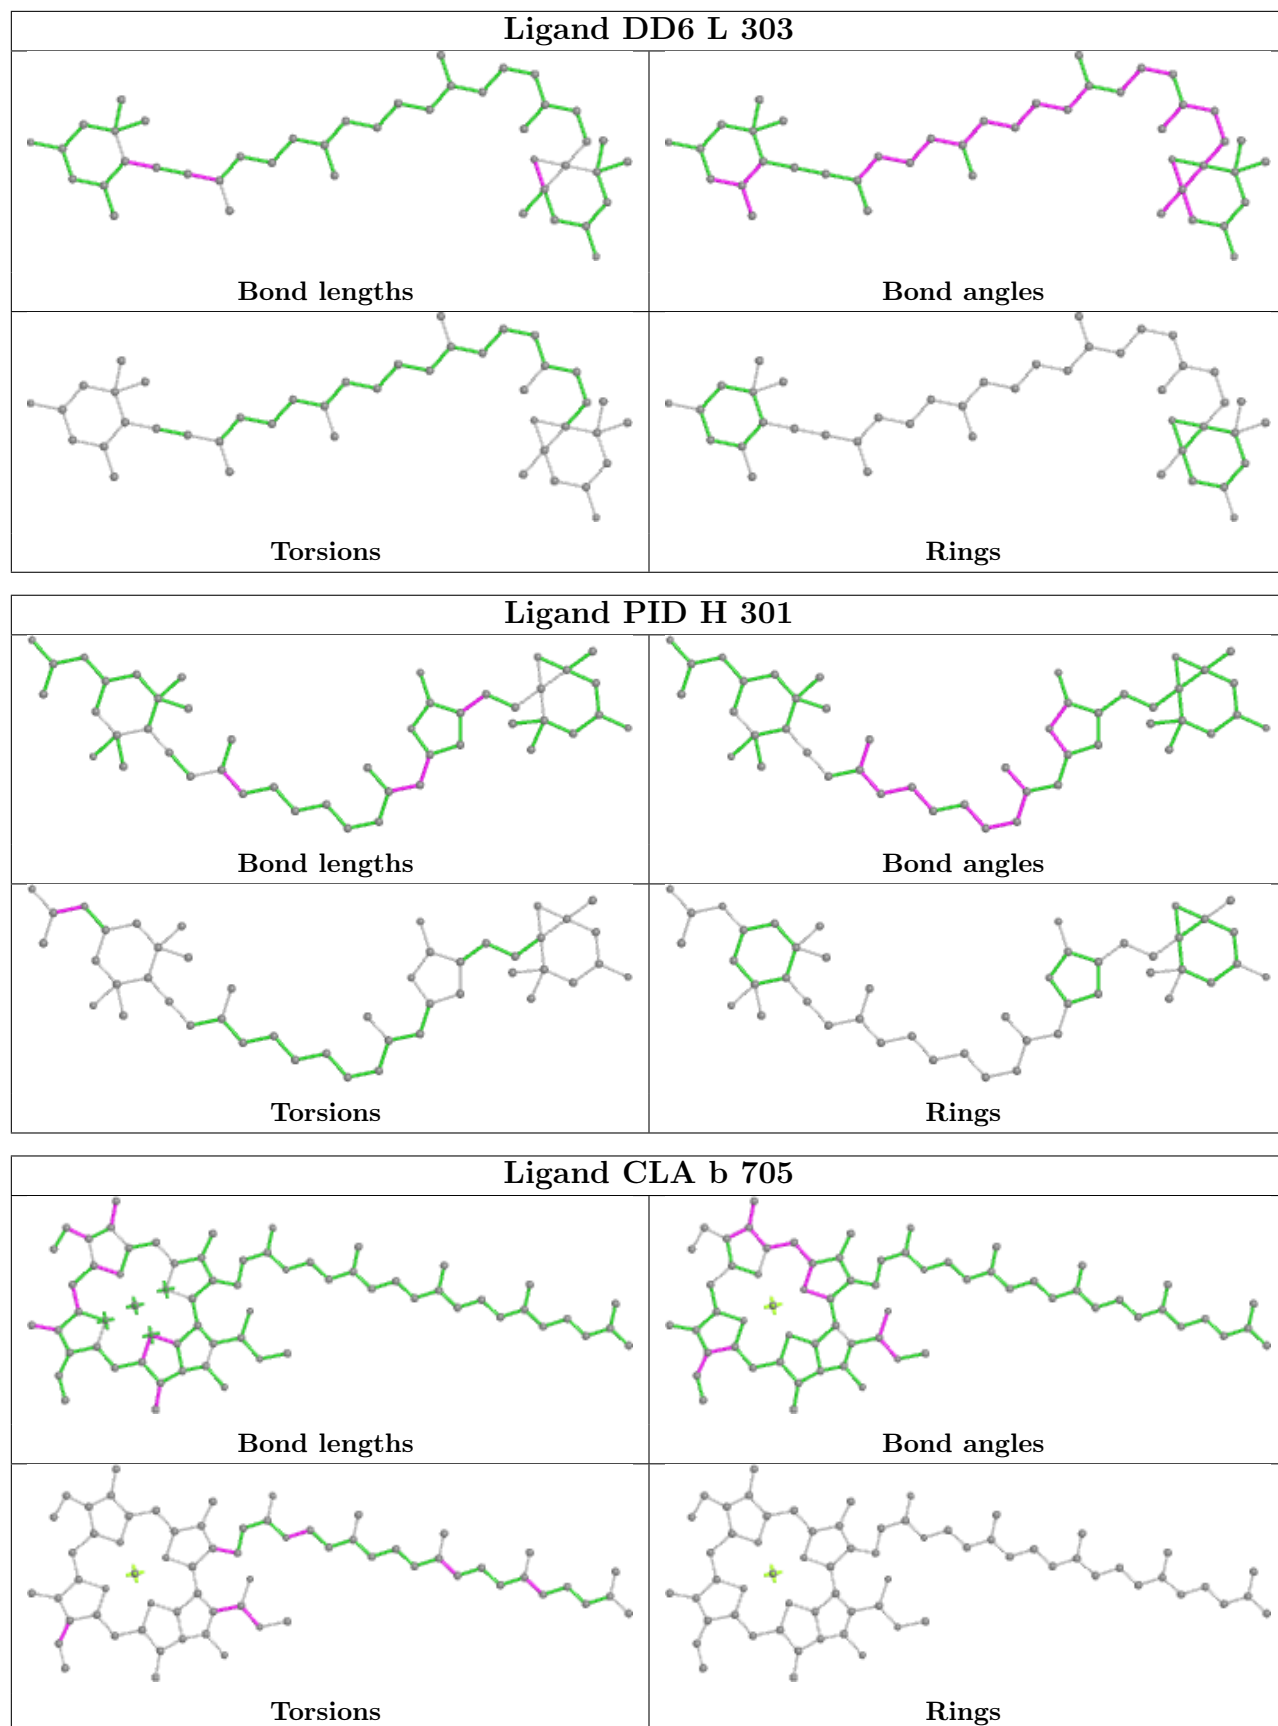 Ligand DD6 L 303
Bond lengths
Bond angles
Torsions
Rings
Ligand PID H 301
Bond lengths
Bond angles
Torsions
Rings
Ligand CLA b 705
Bond lengths
Bond angles
Torsions
Rings